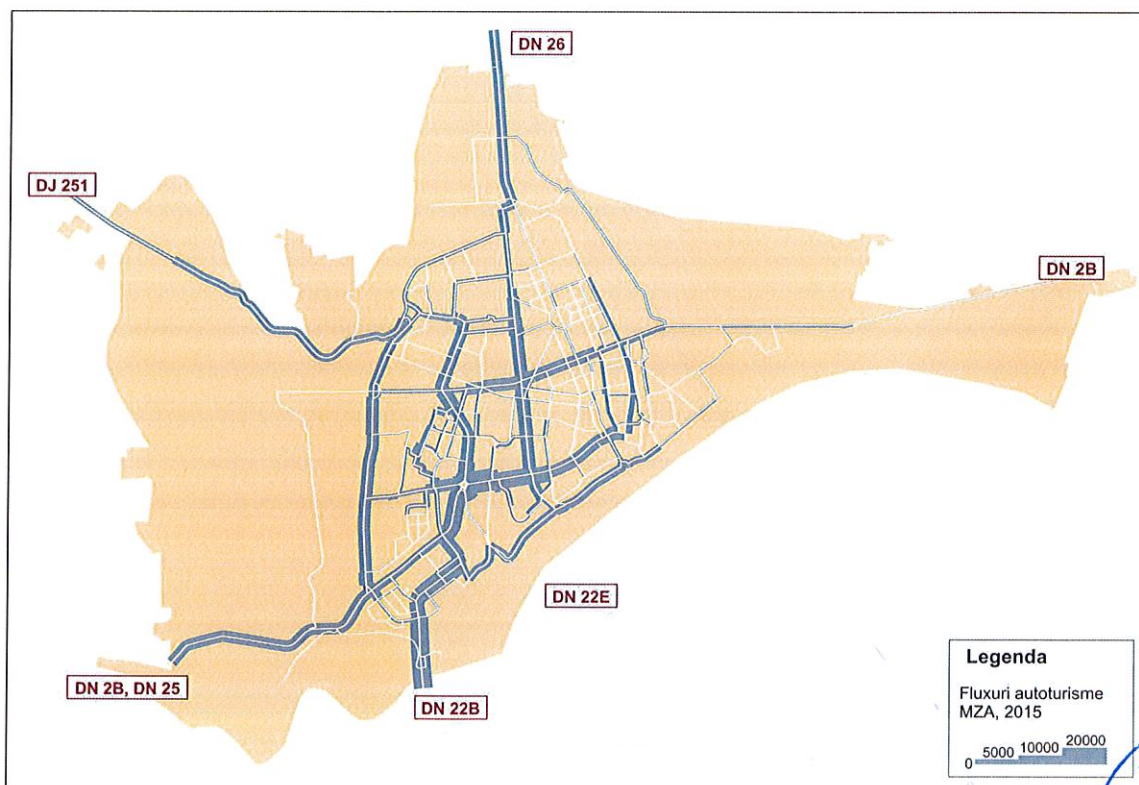 DN 26
DJ 251
DN 2B
DN 22E
DN 2B, DN 25
DN 22B
Legenda
Fluxuri autoturisme
MZA, 2015
0 5000 10000 20000